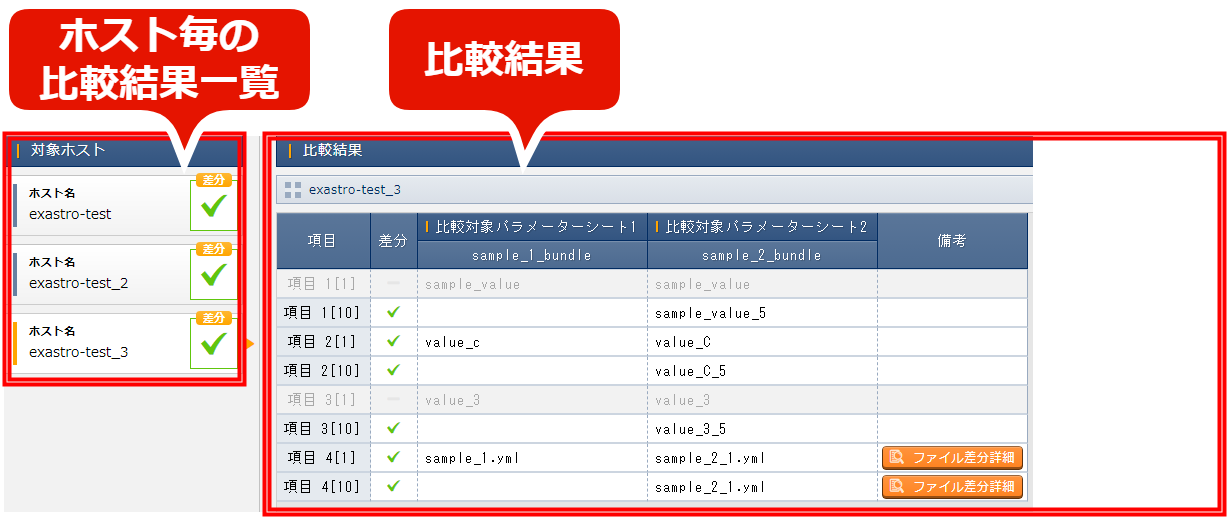 ホスト毎の
比較結果一覧
比較結果
対象ホスト
ホスト名
exastro-test
差分
ホスト名
exastro-test_2
差分
ホスト名
exastro-test_3
差分
比較結果
exastro-test_3
項目 差分 比較対象パラメーターシート1 比較対象パラメーターシート2 備考
sample_1_bundle sample_2_bundle
項目 1[1] sample_value sample_value
項目 1[10] sample_value_5
項目 2[1] value_c value_C
項目 2[10] value_C_5
項目 3[1] value_3 value_3
項目 3[10] value_3_5
項目 4[1] sample_1.yml sample_2_1.yml ファイル差分詳細
項目 4[10] sample_2_1.yml ファイル差分詳細